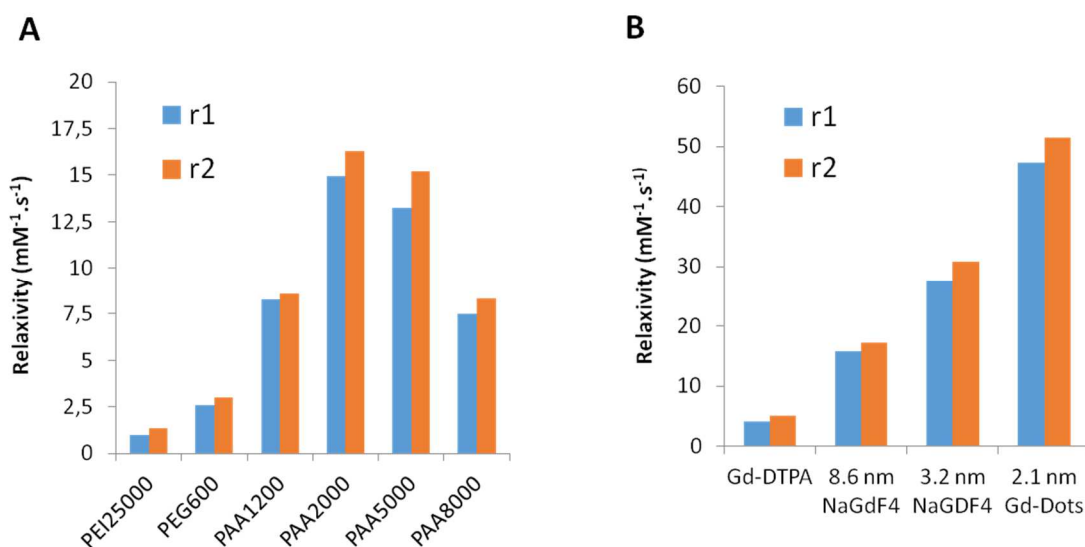 A
Relaxivity (mM-1.s-1)
20
17,5
15
12,5
10
7,5
5
2,5
0
r1
r2
PEI25000
PEG600
PAA1200
PAA2000
PAA5000
PAA8000
B
Relaxivity (mM-1.s-1)
60
50
40
30
20
10
0
r1
r2
Gd-DTPA
8.6 nm
NaGdF4
3.2 nm
NaGDF4
2.1 nm
Gd-Dots